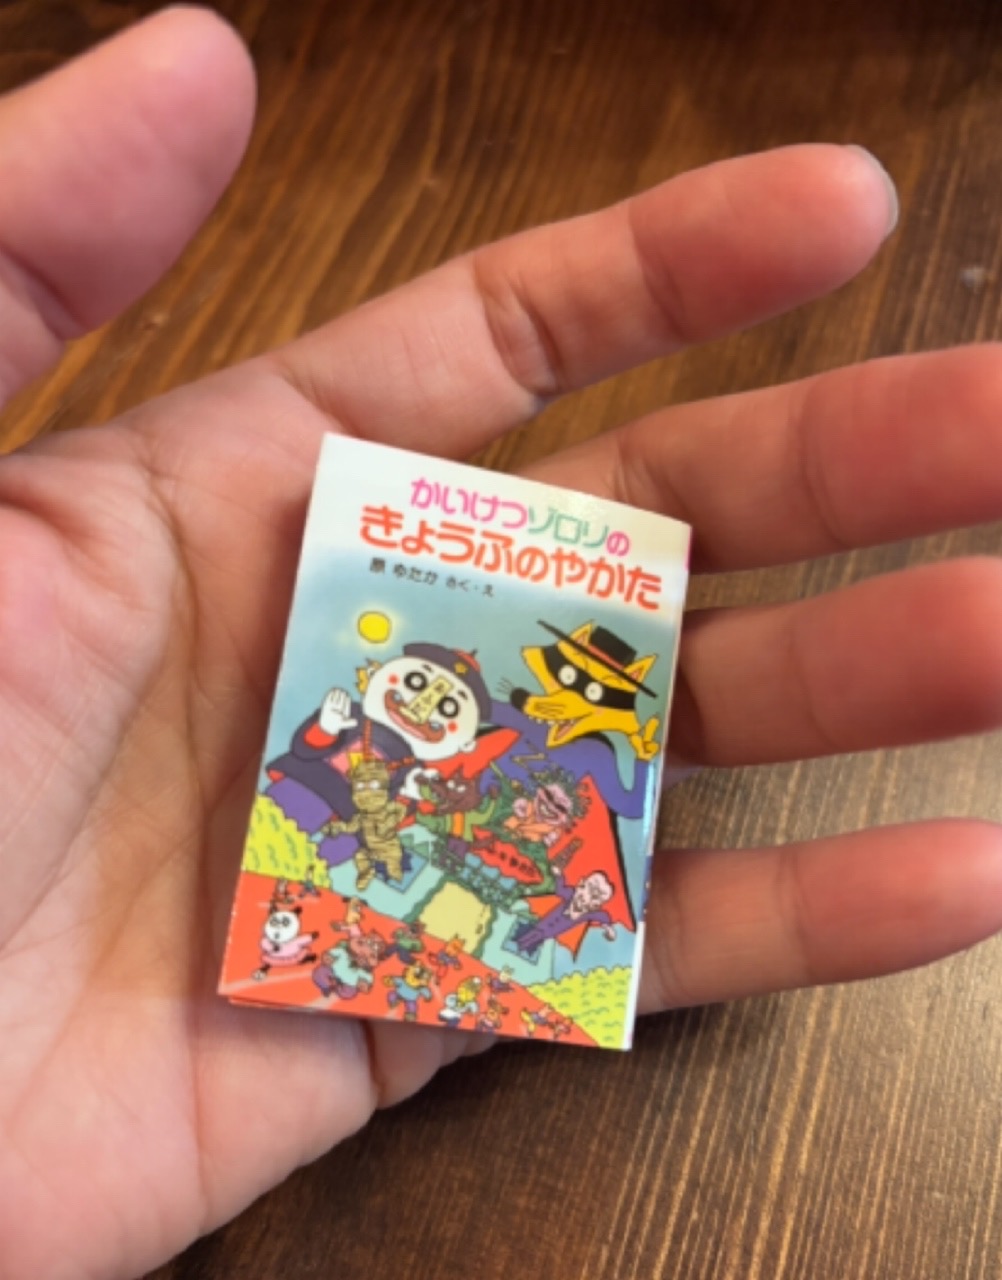 かいけつゾロリの
きょうふのやかた
原 ゆたか さく・え